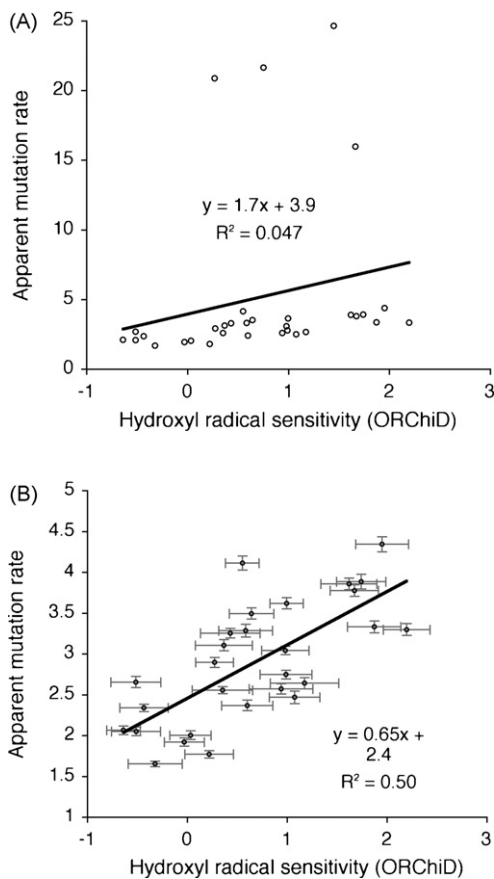 (A)
25
20
15
10
5
0
Apparent mutation rate
y = 1.7x + 3.9
R² = 0.047
-1 0 1 2 3
Hydroxyl radical sensitivity (ORChiD)
(B)
5
4.5
4
3.5
3
2.5
2
1.5
1
Apparent mutation rate
y = 0.65x +
2.4
R² = 0.50
-1 0 1 2 3
Hydroxyl radical sensitivity (ORChiD)